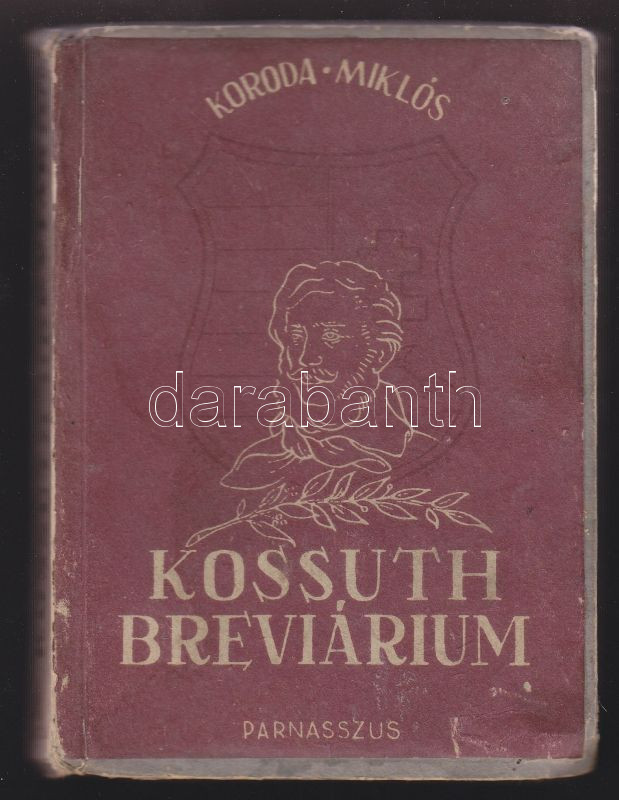 KORODA · MIKLÓS
darabanth
KOSSUTH
BREVIÁRIUM
PARNASSZUS